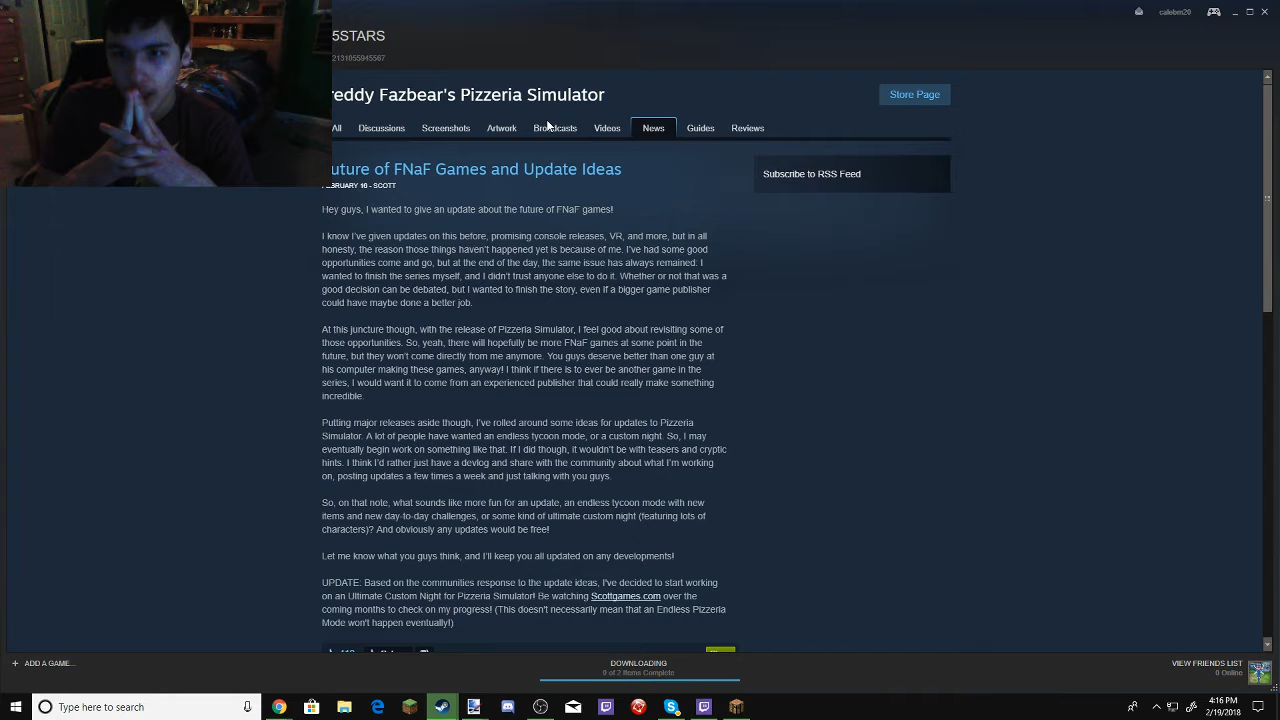 5STARS
calebm20
2131055945567
reddy Fazbear's Pizzeria Simulator
Store Page
All
Discussions
Screenshots
Artwork
Broadcasts
Videos
News
Guides
Reviews
uture of FNaF Games and Update Ideas
FEBRUARY 16 - SCOTT
Subscribe to RSS Feed
Hey guys, I wanted to give an update about the future of FNaF games!
I know I've given updates on this before, promising console releases, VR, and more, but in all
honesty, the reason those things haven't happened yet is because of me. I've had some good
opportunities come and go, but at the end of the day, the same issue has always remained: I
wanted to finish the series myself, and I didn't trust anyone else to do it. Whether or not that was a
good decision can be debated, but I wanted to finish the story, even if a bigger game publisher
could have maybe done a better job.
At this juncture though, with the release of Pizzeria Simulator, I feel good about revisiting some of
those opportunities. So, yeah, there will hopefully be more FNaF games at some point in the
future, but they won't come directly from me anymore. You guys deserve better than one guy at
his computer making these games, anyway! I think if there is to ever be another game in the
series, I would want it to come from an experienced publisher that could really make something
incredible.
Putting major releases aside though, I've rolled around some ideas for updates to Pizzeria
Simulator. A lot of people have wanted an endless tycoon mode, or a custom night. So, I may
eventually begin work on something like that. If I did though, it wouldn't be with teasers and cryptic
hints. I think I'd rather just have a devlog and share with the community about what I'm working
on, posting updates a few times a week and just talking with you guys.
So, on that note, what sounds like more fun for an update, an endless tycoon mode with new
items and new day-to-day challenges, or some kind of ultimate custom night (featuring lots of
characters)? And obviously any updates would be free!
Let me know what you guys think, and I'll keep you all updated on any developments!
UPDATE: Based on the communities response to the update ideas, I've decided to start working
on an Ultimate Custom Night for Pizzeria Simulator! Be watching Scottgames.com over the
coming months to check on my progress! (This doesn't necessarily mean that an Endless Pizzeria
Mode won't happen eventually!)
+ ADD A GAME...
DOWNLOADING
0 of 2 Items Complete
VIEW FRIENDS LIST
0 Online
Type here to search
4:16 PM
2/19/2018